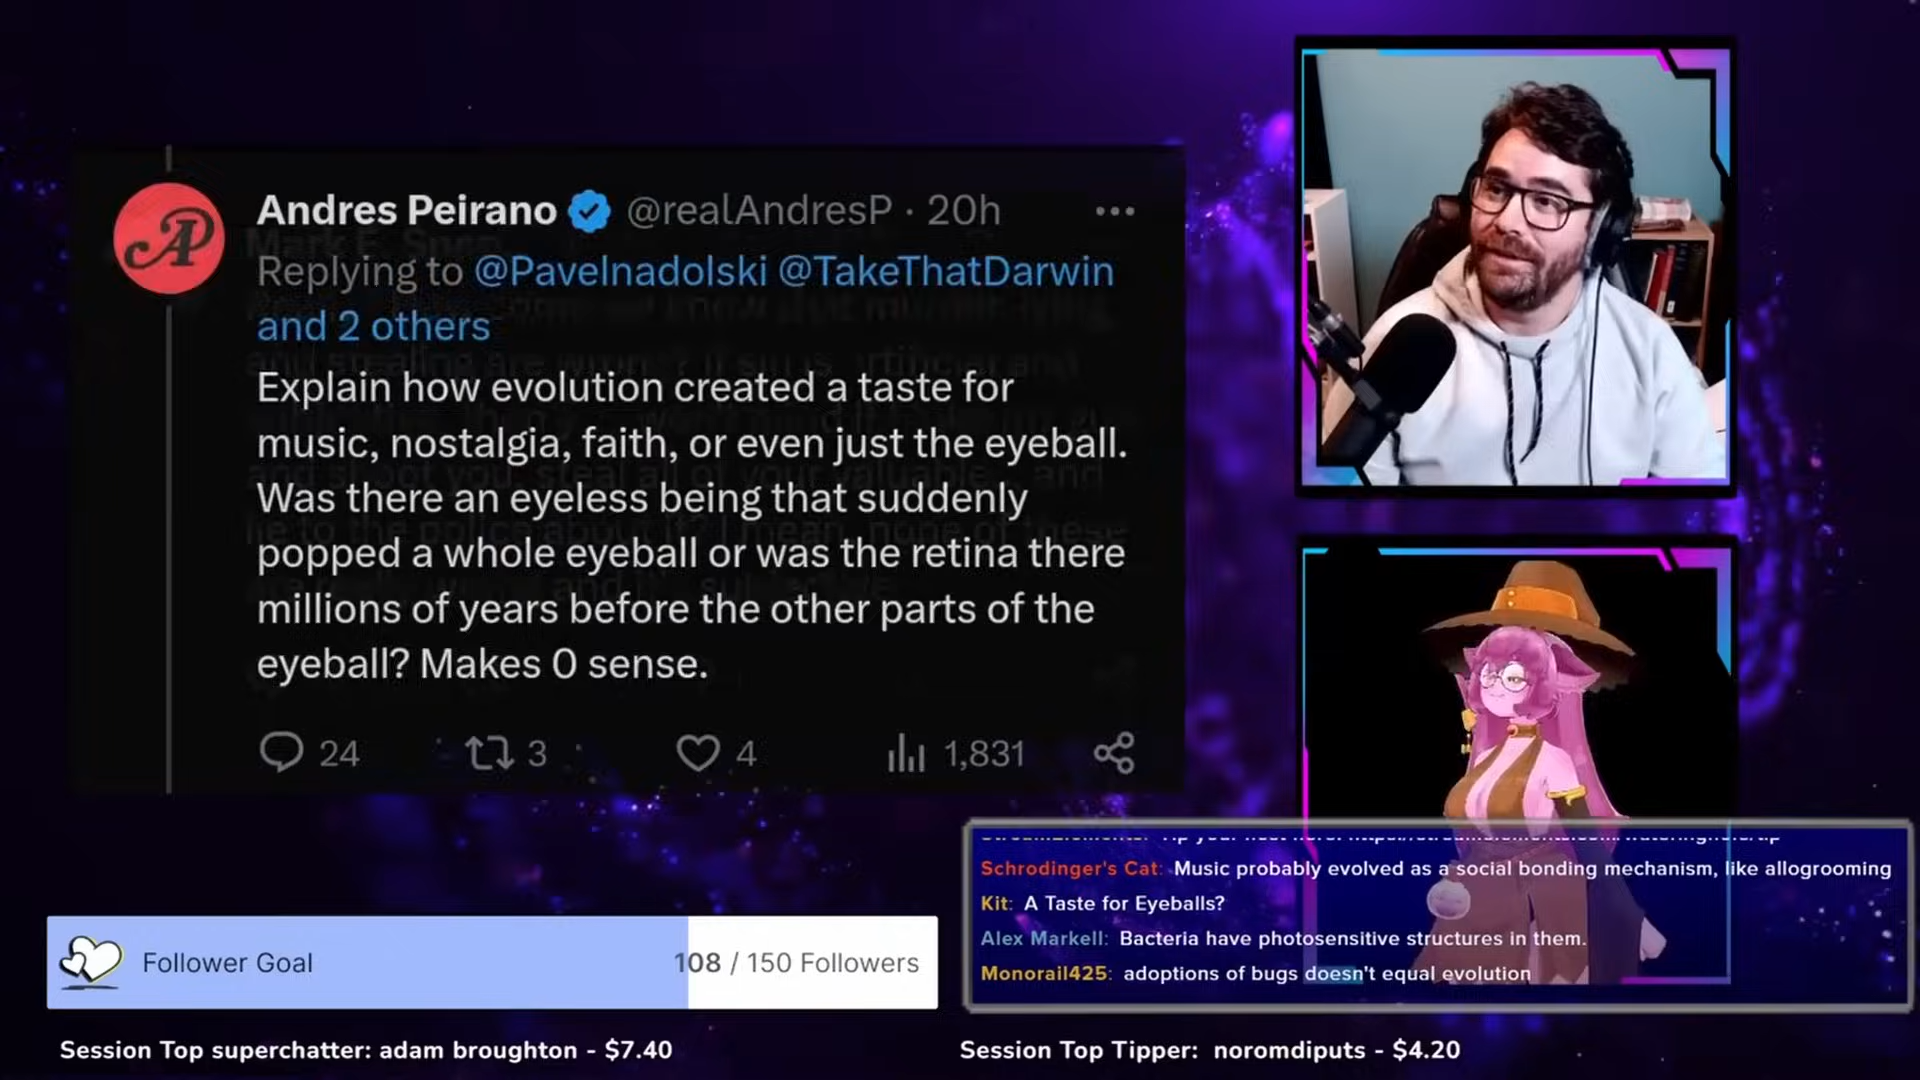 Andres Peirano @realAndresP · 20h
Replying to @Pavelnadolski @TakeThatDarwin
and 2 others
Explain how evolution created a taste for
music, nostalgia, faith, or even just the eyeball.
Was there an eyeless being that suddenly
popped a whole eyeball or was the retina there
millions of years before the other parts of the
eyeball? Makes 0 sense.
24 3 4 1,831
Schrodinger's Cat: Music probably evolved as a social bonding mechanism, like allogrooming
Kit: A Taste for Eyeballs?
Alex Markell: Bacteria have photosensitive structures in them.
Monorail425: adoptions of bugs doesn't equal evolution
Follower Goal 108 / 150 Followers
Session Top superchatter: adam broughton - $7.40
Session Top Tipper: noromdiputs - $4.20